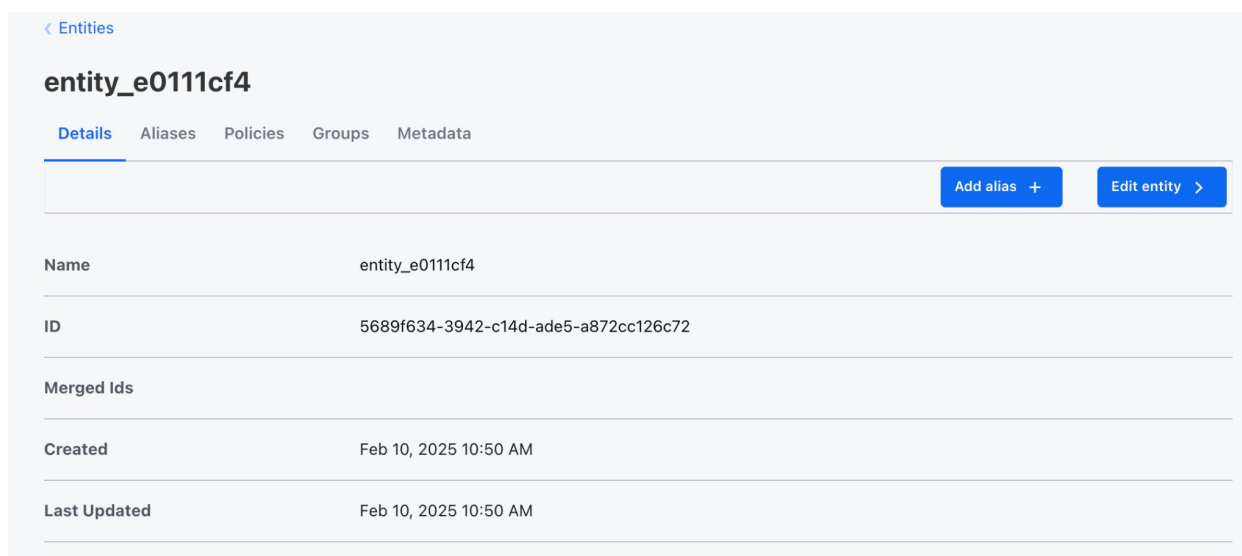 Entities
entity_e0111cf4
Details Aliases Policies Groups Metadata
Add alias + Edit entity >
Name entity_e0111cf4
ID 5689f634-3942-c14d-ade5-a872cc126c72
Merged Ids
Created Feb 10, 2025 10:50 AM
Last Updated Feb 10, 2025 10:50 AM